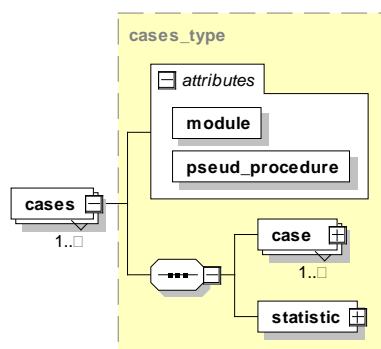 cases_type
attributes
module
pseud_procedure
cases
1..□
case
1..□
statistic